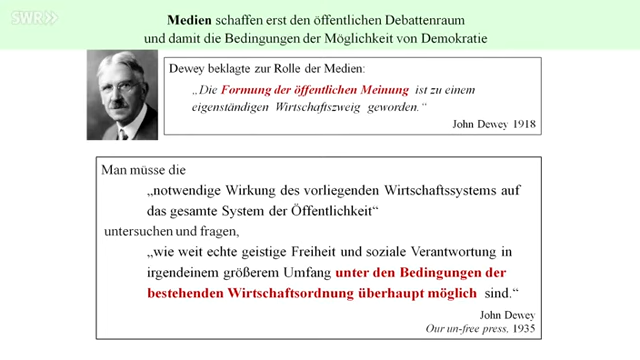 SWR>>
Medien schaffen erst den öffentlichen Debattenraum
und damit die Bedingungen der Möglichkeit von Demokratie
Dewey beklagte zur Rolle der Medien:
„Die Formung der öffentlichen Meinung ist zu einem
eigenständigen Wirtschaftszweig geworden.“
John Dewey 1918
Man müsse die
„notwendige Wirkung des vorliegenden Wirtschaftssystems auf
das gesamte System der Öffentlichkeit“
untersuchen und fragen,
„wie weit echte geistige Freiheit und soziale Verantwortung in
irgendeinem größerem Umfang unter den Bedingungen der
bestehenden Wirtschaftsordnung überhaupt möglich sind.“
John Dewey
Our un-free press, 1935